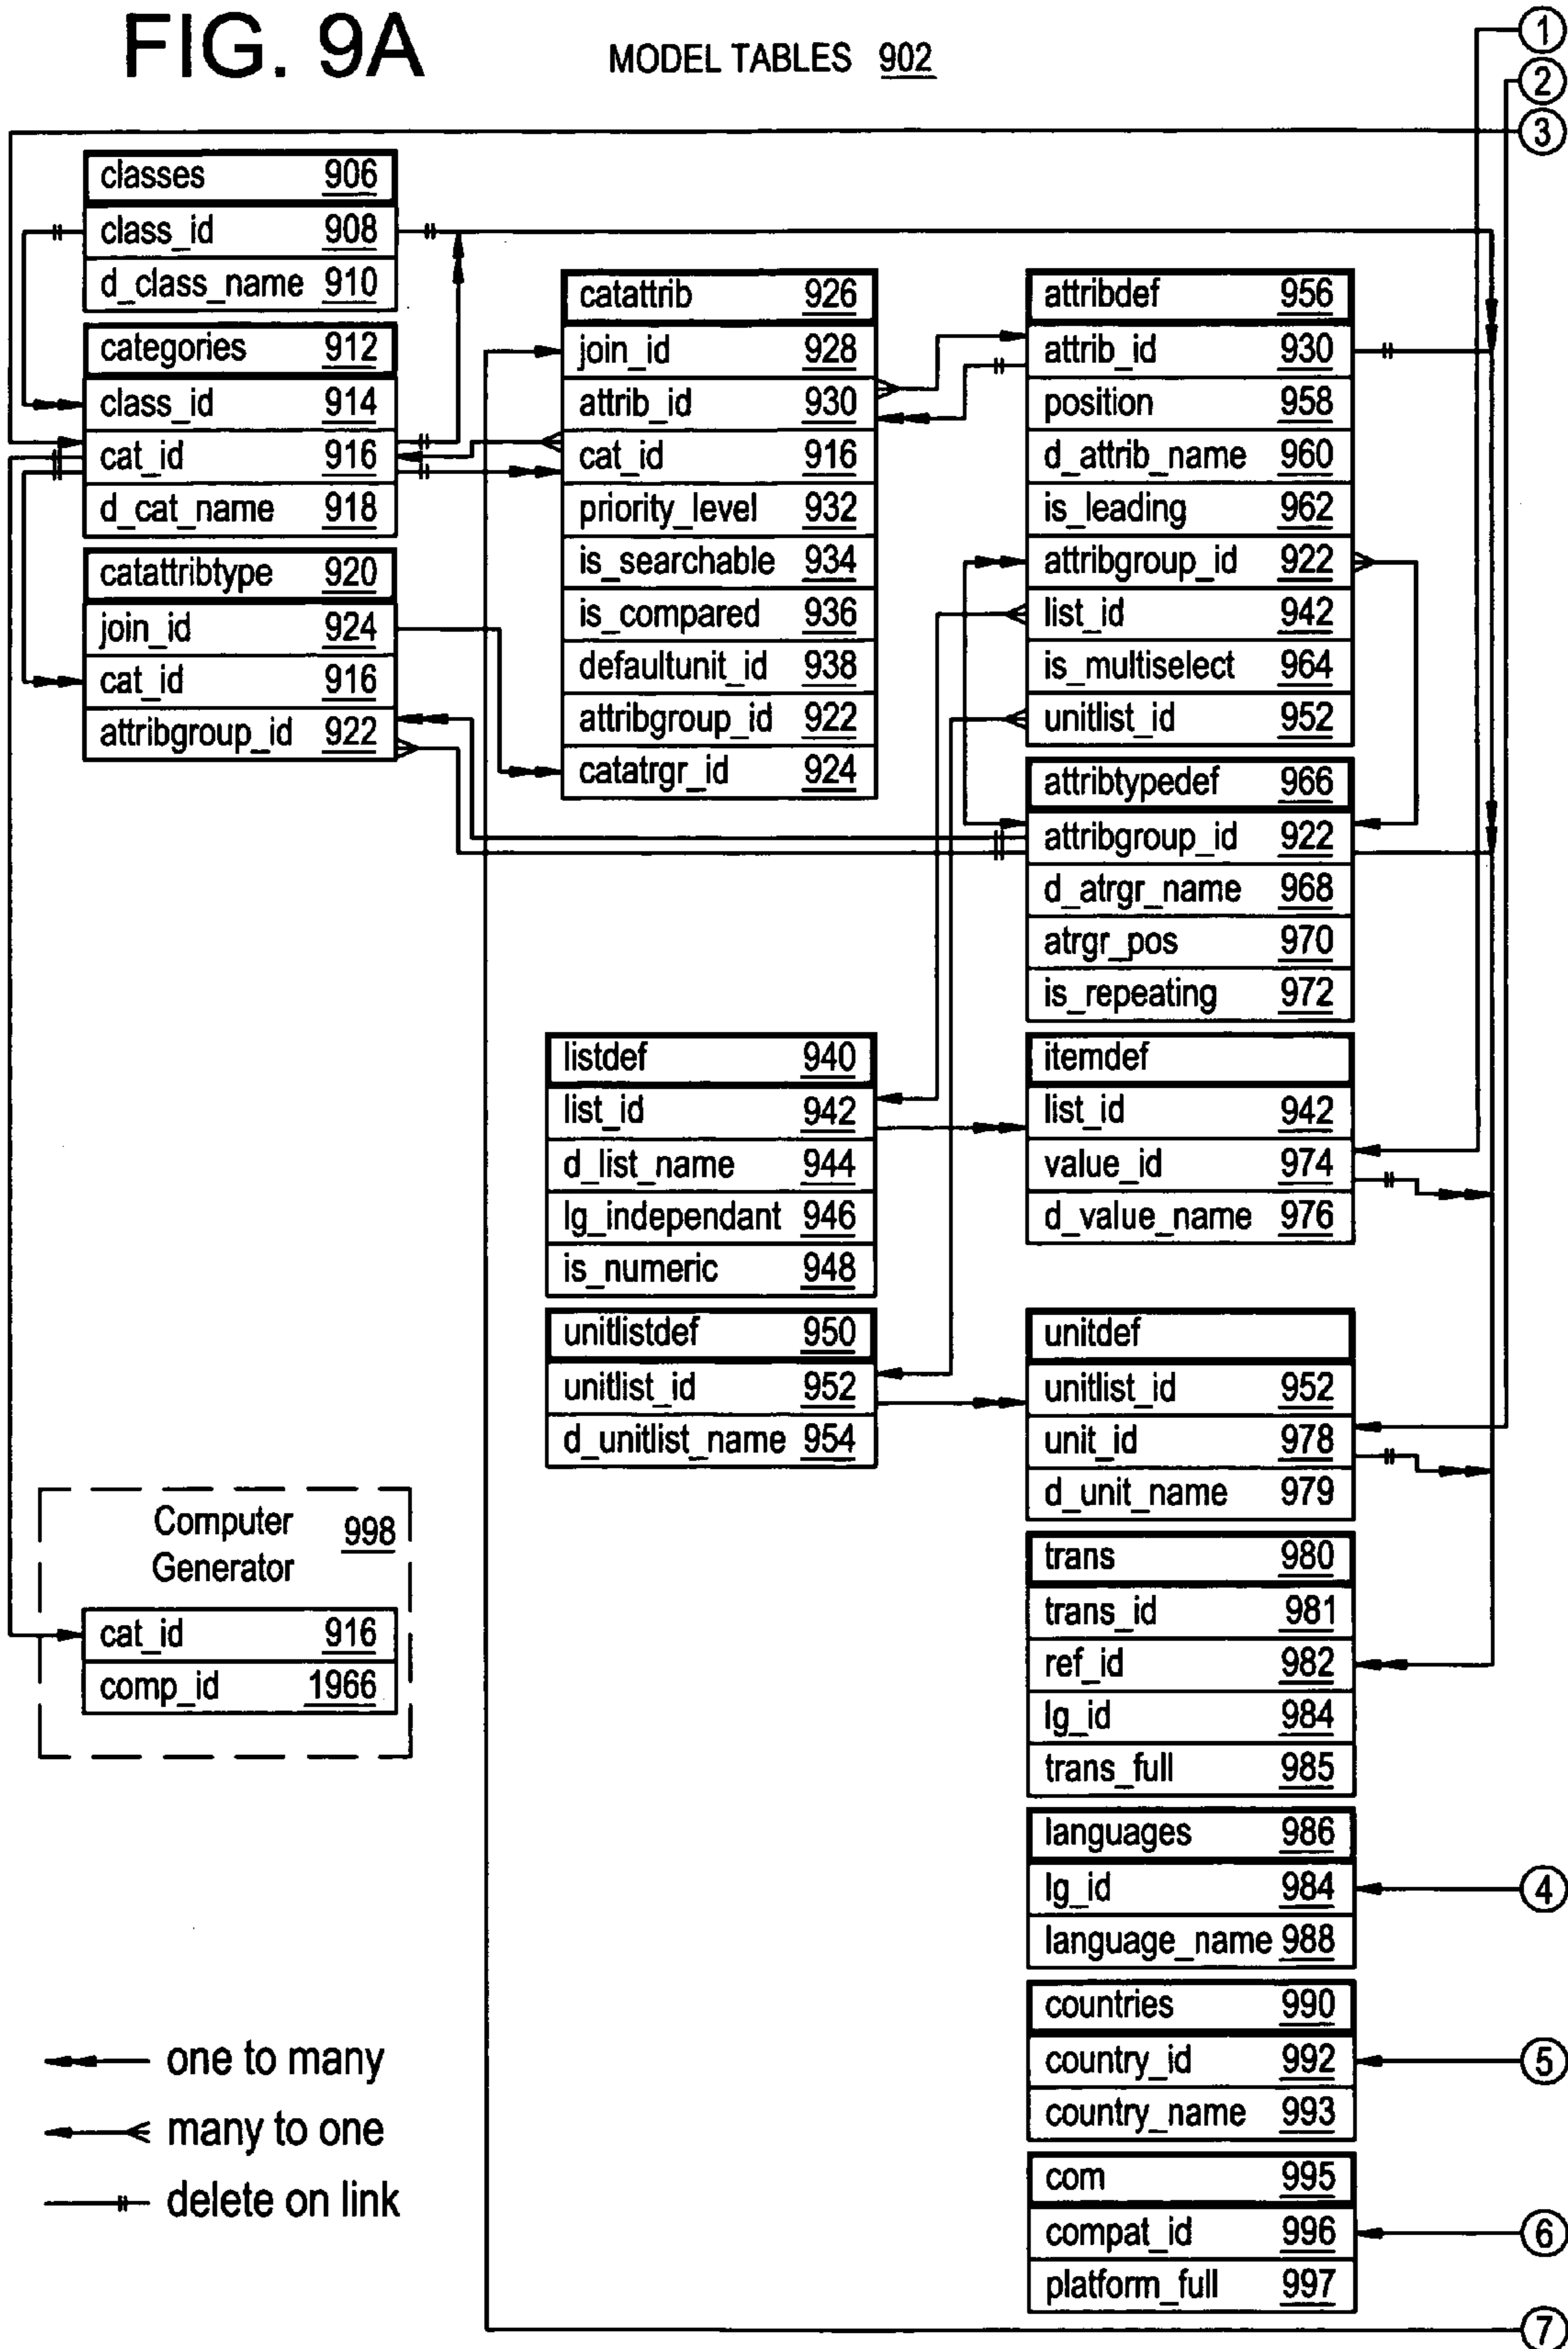 FIG. 9A
MODEL TABLES 902
1
2
3
classes 906
class_id 908
d_class_name 910
categories 912
class_id 914
cat_id 916
d_cat_name 918
catattribtype 920
join_id 924
cat_id 916
attribgroup_id 922
catattrib 926
join_id 928
attrib_id 930
cat_id 916
priority_level 932
is_searchable 934
is_compared 936
defaultunit_id 938
attribgroup_id 922
catatrgr_id 924
attribdef 956
attrib_id 930
position 958
d_attrib_name 960
is_leading 962
attribgroup_id 922
list_id 942
is_multiselect 964
unitlist_id 952
attribtypedef 966
attribgroup_id 922
d_atrgr_name 968
atrgr_pos 970
is_repeating 972
listdef 940
list_id 942
d_list_name 944
lg_independant 946
is_numeric 948
unitlistdef 950
unitlist_id 952
d_unitlist_name 954
itemdef
list_id 942
value_id 974
d_value_name 976
unitdef
unitlist_id 952
unit_id 978
d_unit_name 979
Computer 998
Generator
cat_id 916
comp_id 1966
trans 980
trans_id 981
ref_id 982
lg_id 984
trans_full 985
languages 986
lg_id 984
language_name 988
4
countries 990
country_id 992
country_name 993
5
com 995
compat_id 996
platform_full 997
6
7
one to many
many to one
delete on link